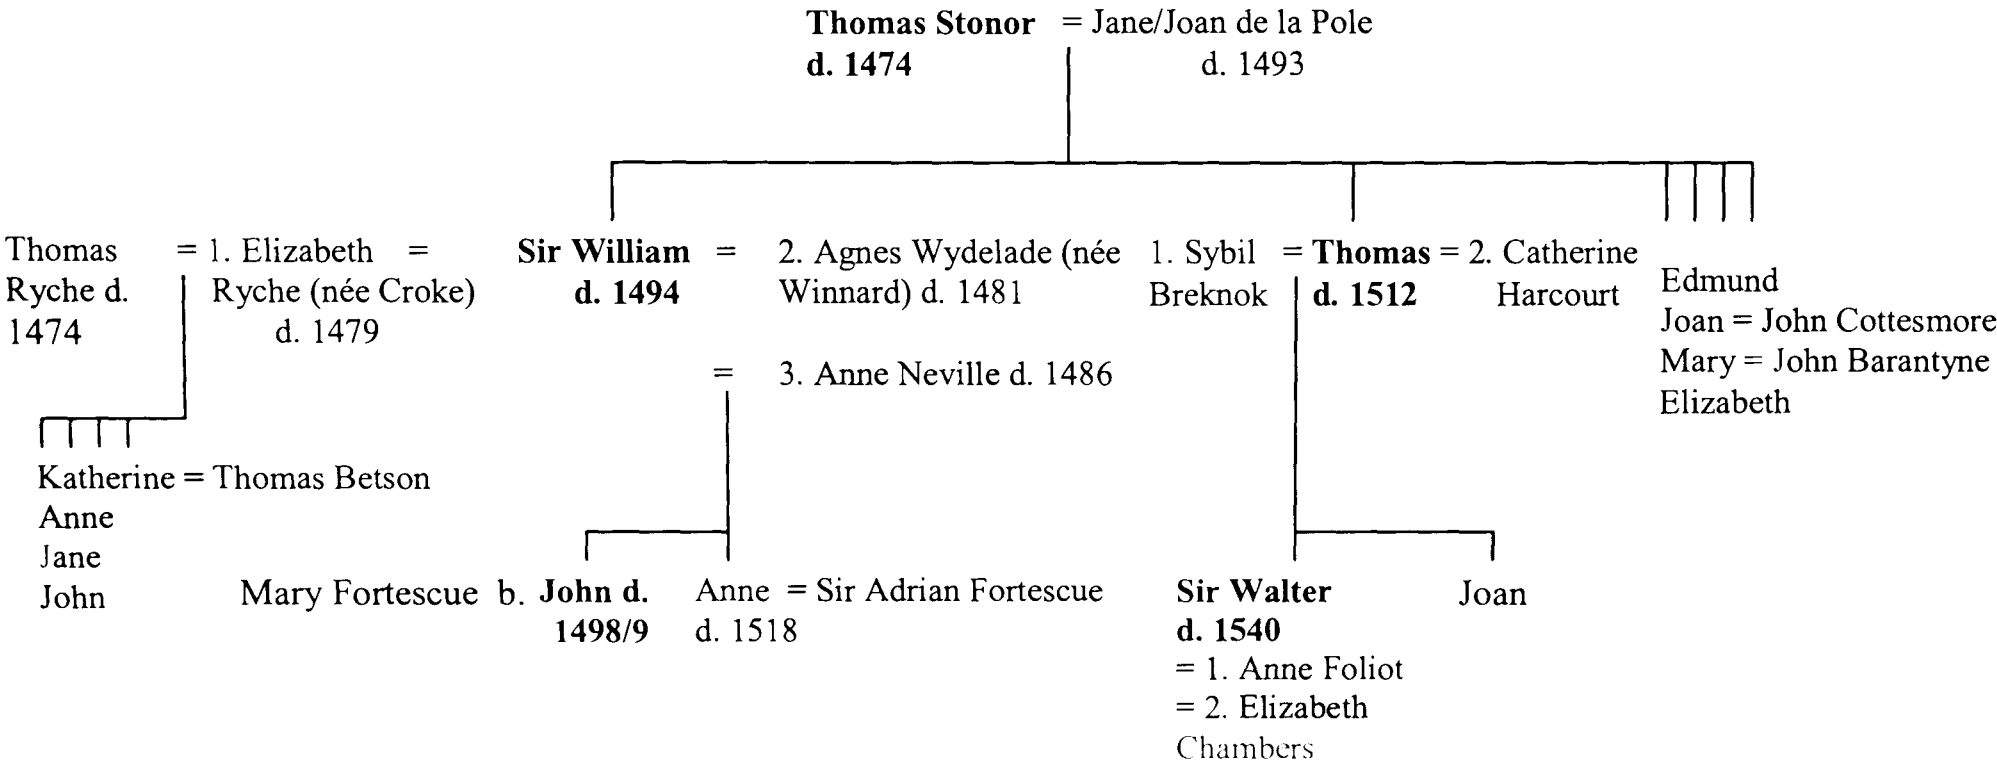 Thomas Stonor = Jane/Joan de la Pole
d. 1474 d. 1493
Thomas = 1. Elizabeth = Sir William = 2. Agnes Wydelade (née 1. Sybil = Thomas = 2. Catherine
Ryche d. Ryche (née Croke) d. 1494 Winnard) d. 1481 Breknok d. 1512 Harcourt
1474 d. 1479
Edmund
Joan = John Cottesmore
Mary = John Barantyne
Elizabeth
= 3. Anne Neville d. 1486
Katherine = Thomas Betson
Anne
Jane
John
Mary Fortescue b. John d. Anne = Sir Adrian Fortescue Sir Walter Joan
1498/9 d. 1518 d. 1540
= 1. Anne Foliot
= 2. Elizabeth
Chambers